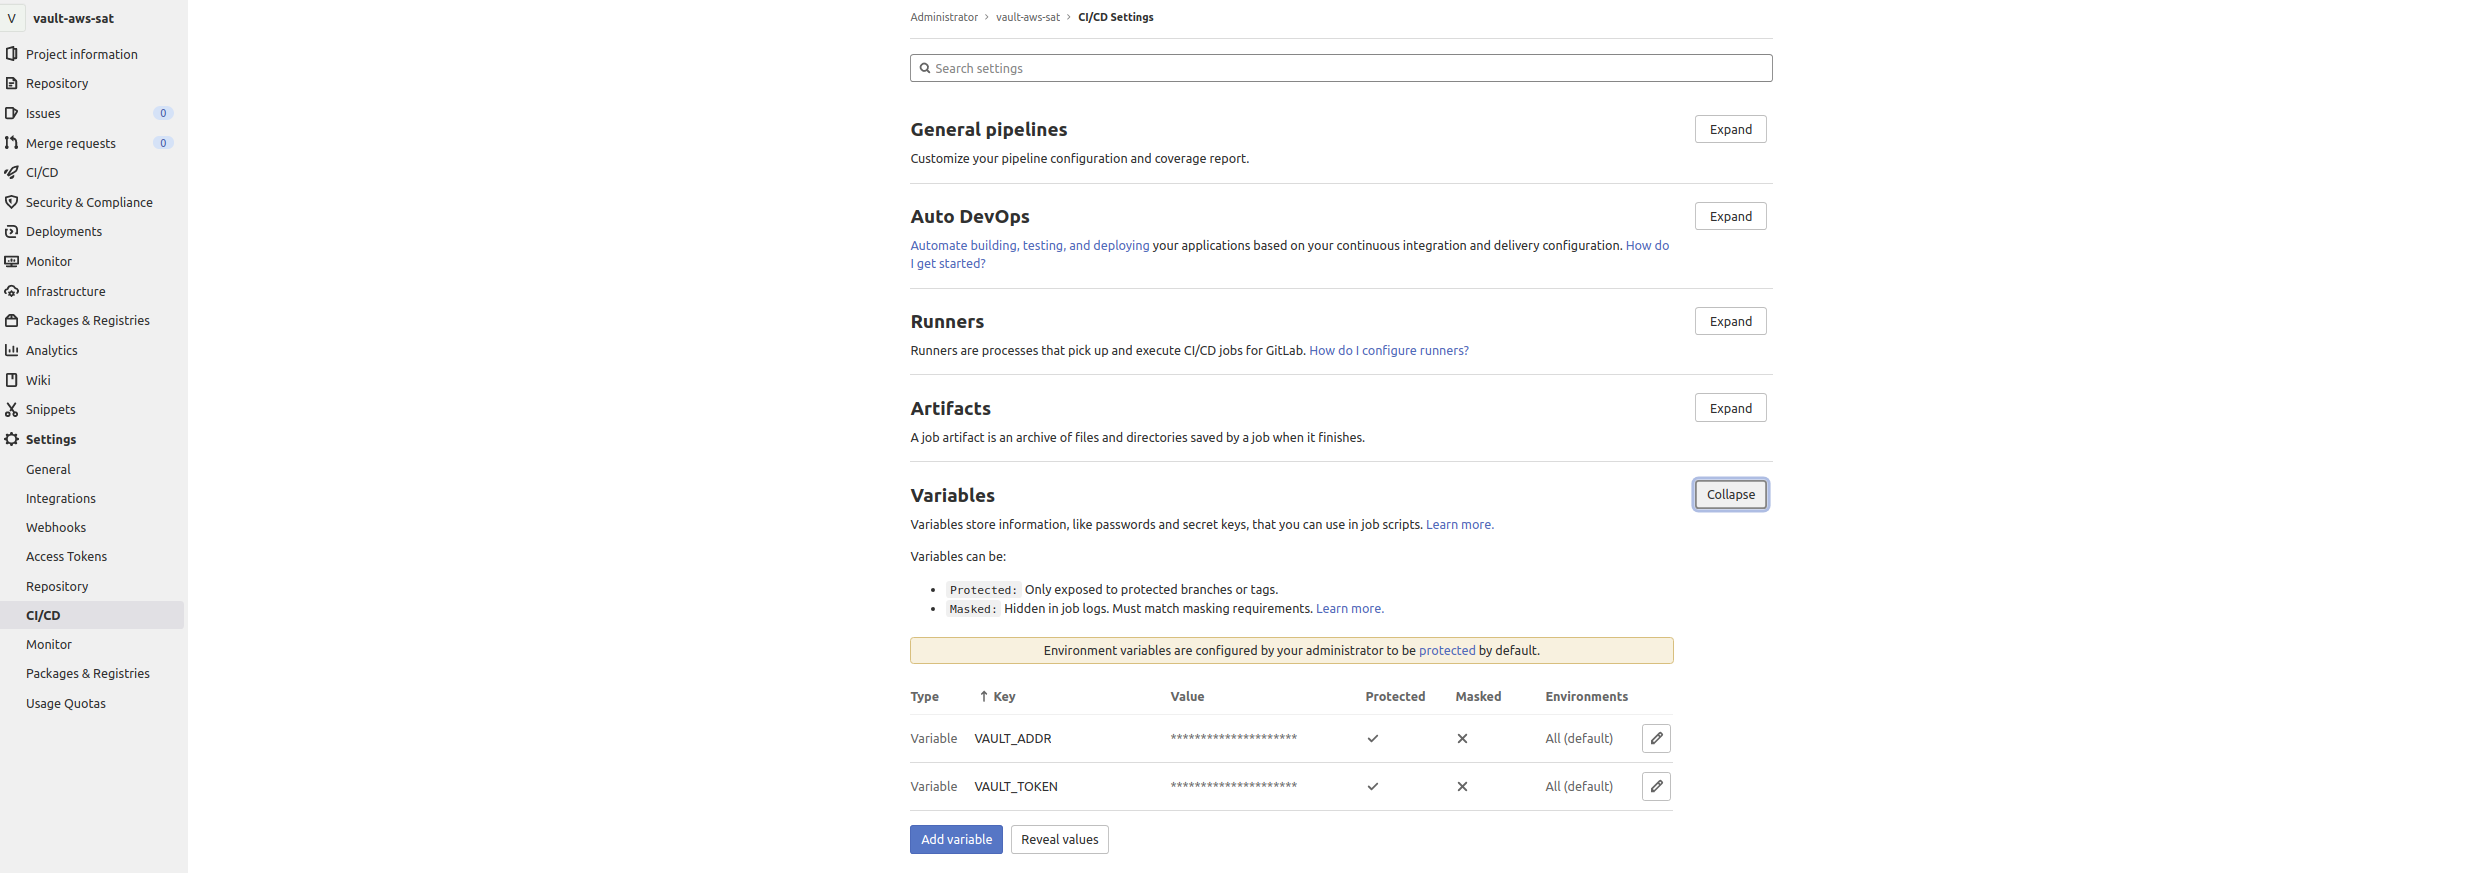 V vault-aws-sat
Project information
Repository
Issues 0
Merge requests 0
CI/CD
Security & Compliance
Deployments
Monitor
Infrastructure
Packages & Registries
Analytics
Wiki
Snippets
Settings
General
Integrations
Webhooks
Access Tokens
Repository
CI/CD
Monitor
Packages & Registries
Usage Quotas
Administrator › vault-aws-sat › CI/CD Settings
Search settings
General pipelines Expand
Customize your pipeline configuration and coverage report.
Auto DevOps Expand
Automate building, testing, and deploying your applications based on your continuous integration and delivery configuration. How do
I get started?
Runners Expand
Runners are processes that pick up and execute CI/CD jobs for GitLab. How do I configure runners?
Artifacts Expand
A job artifact is an archive of files and directories saved by a job when it finishes.
Variables Collapse
Variables store information, like passwords and secret keys, that you can use in job scripts. Learn more.
Variables can be:
• Protected: Only exposed to protected branches or tags.
• Masked: Hidden in job logs. Must match masking requirements. Learn more.
Environment variables are configured by your administrator to be protected by default.
Type ↑ Key Value Protected Masked Environments
Variable VAULT_ADDR ********************* ✓ ✕ All (default)
Variable VAULT_TOKEN ********************* ✓ ✕ All (default)
Add variable Reveal values